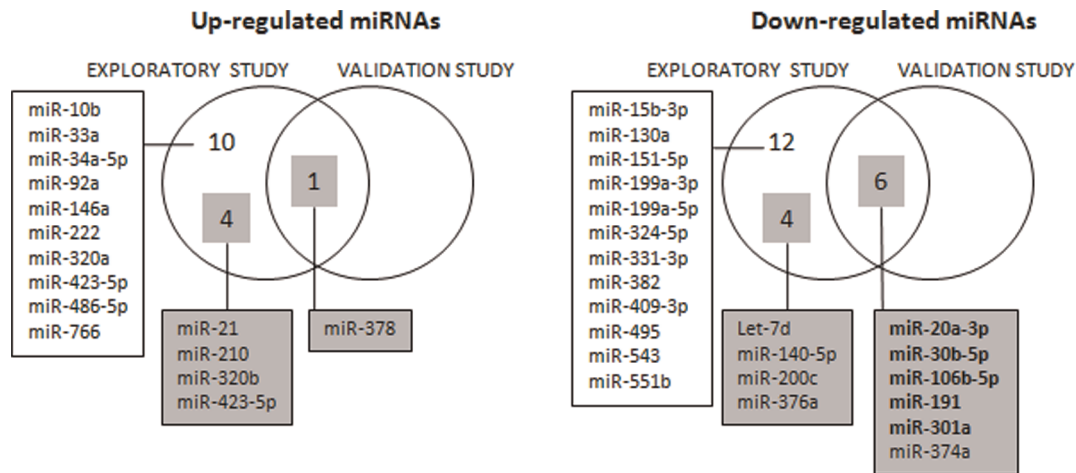 Up-regulated miRNAs
EXPLORATORY STUDY
VALIDATION STUDY
miR-10b
miR-33a
miR-34a-5p
miR-92a
miR-146a
miR-222
miR-320a
miR-423-5p
miR-486-5p
miR-766
10
4
1
miR-21
miR-210
miR-320b
miR-423-5p
miR-378
Down-regulated miRNAs
EXPLORATORY STUDY
VALIDATION STUDY
miR-15b-3p
miR-130a
miR-151-5p
miR-199a-3p
miR-199a-5p
miR-324-5p
miR-331-3p
miR-382
miR-409-3p
miR-495
miR-543
miR-551b
12
4
6
Let-7d
miR-140-5p
miR-200c
miR-376a
miR-20a-3p
miR-30b-5p
miR-106b-5p
miR-191
miR-301a
miR-374a